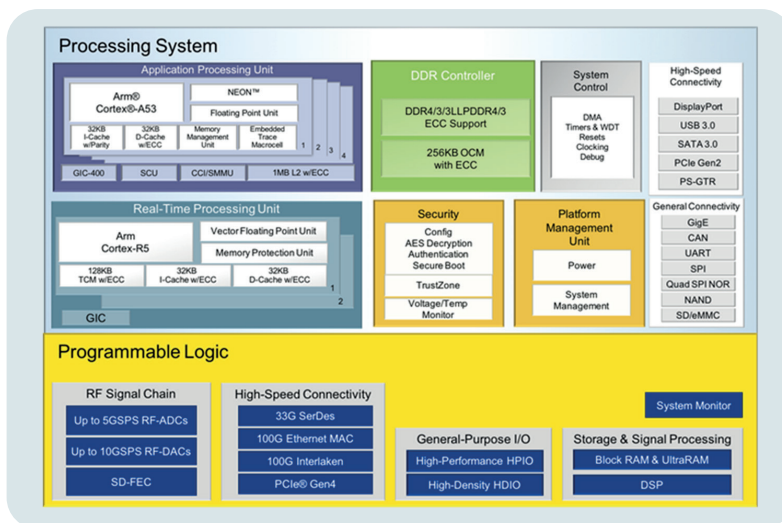 Processing System
Application Processing Unit
Arm®
Cortex®-A53
NEON™
Floating Point Unit
32KB
I-Cache
w/Parity
32KB
D-Cache
w/ECC
Memory
Management
Unit
Embedded
Trace
Macrocell
1
2
3
4
GIC-400
SCU
CCI/SMMU
1MB L2 w/ECC
DDR Controller
DDR4/3/3LLPDDR4/3
ECC Support
256KB OCM
with ECC
System
Control
DMA
Timers & WDT
Resets
Clocking
Debug
High-Speed
Connectivity
DisplayPort
USB 3.0
SATA 3.0
PCIe Gen2
PS-GTR
Real-Time Processing Unit
Arm
Cortex-R5
Vector Floating Point Unit
Memory Protection Unit
128KB
TCM w/ECC
32KB
I-Cache w/ECC
32KB
D-Cache w/ECC
1
2
GIC
Security
Config
AES Decryption
Authentication
Secure Boot
TrustZone
Voltage/Temp
Monitor
Platform
Management
Unit
Power
System
Management
General Connectivity
GigE
CAN
UART
SPI
Quad SPI NOR
NAND
SD/eMMC
Programmable Logic
RF Signal Chain
Up to 5GSPS RF-ADCs
Up to 10GSPS RF-DACs
SD-FEC
High-Speed Connectivity
33G SerDes
100G Ethernet MAC
100G Interlaken
PCIe® Gen4
General-Purpose I/O
High-Performance HPIO
High-Density HDIO
System Monitor
Storage & Signal Processing
Block RAM & UltraRAM
DSP